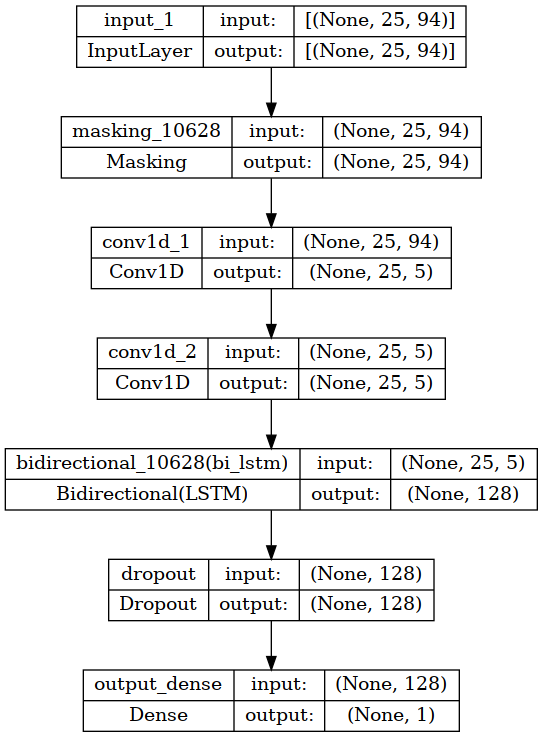 input_1 input: [(None, 25, 94)]
InputLayer output: [(None, 25, 94)]
masking_10628 input: (None, 25, 94)
Masking output: (None, 25, 94)
conv1d_1 input: (None, 25, 94)
Conv1D output: (None, 25, 5)
conv1d_2 input: (None, 25, 5)
Conv1D output: (None, 25, 5)
bidirectional_10628(bi_lstm) input: (None, 25, 5)
Bidirectional(LSTM) output: (None, 128)
dropout input: (None, 128)
Dropout output: (None, 128)
output_dense input: (None, 128)
Dense output: (None, 1)